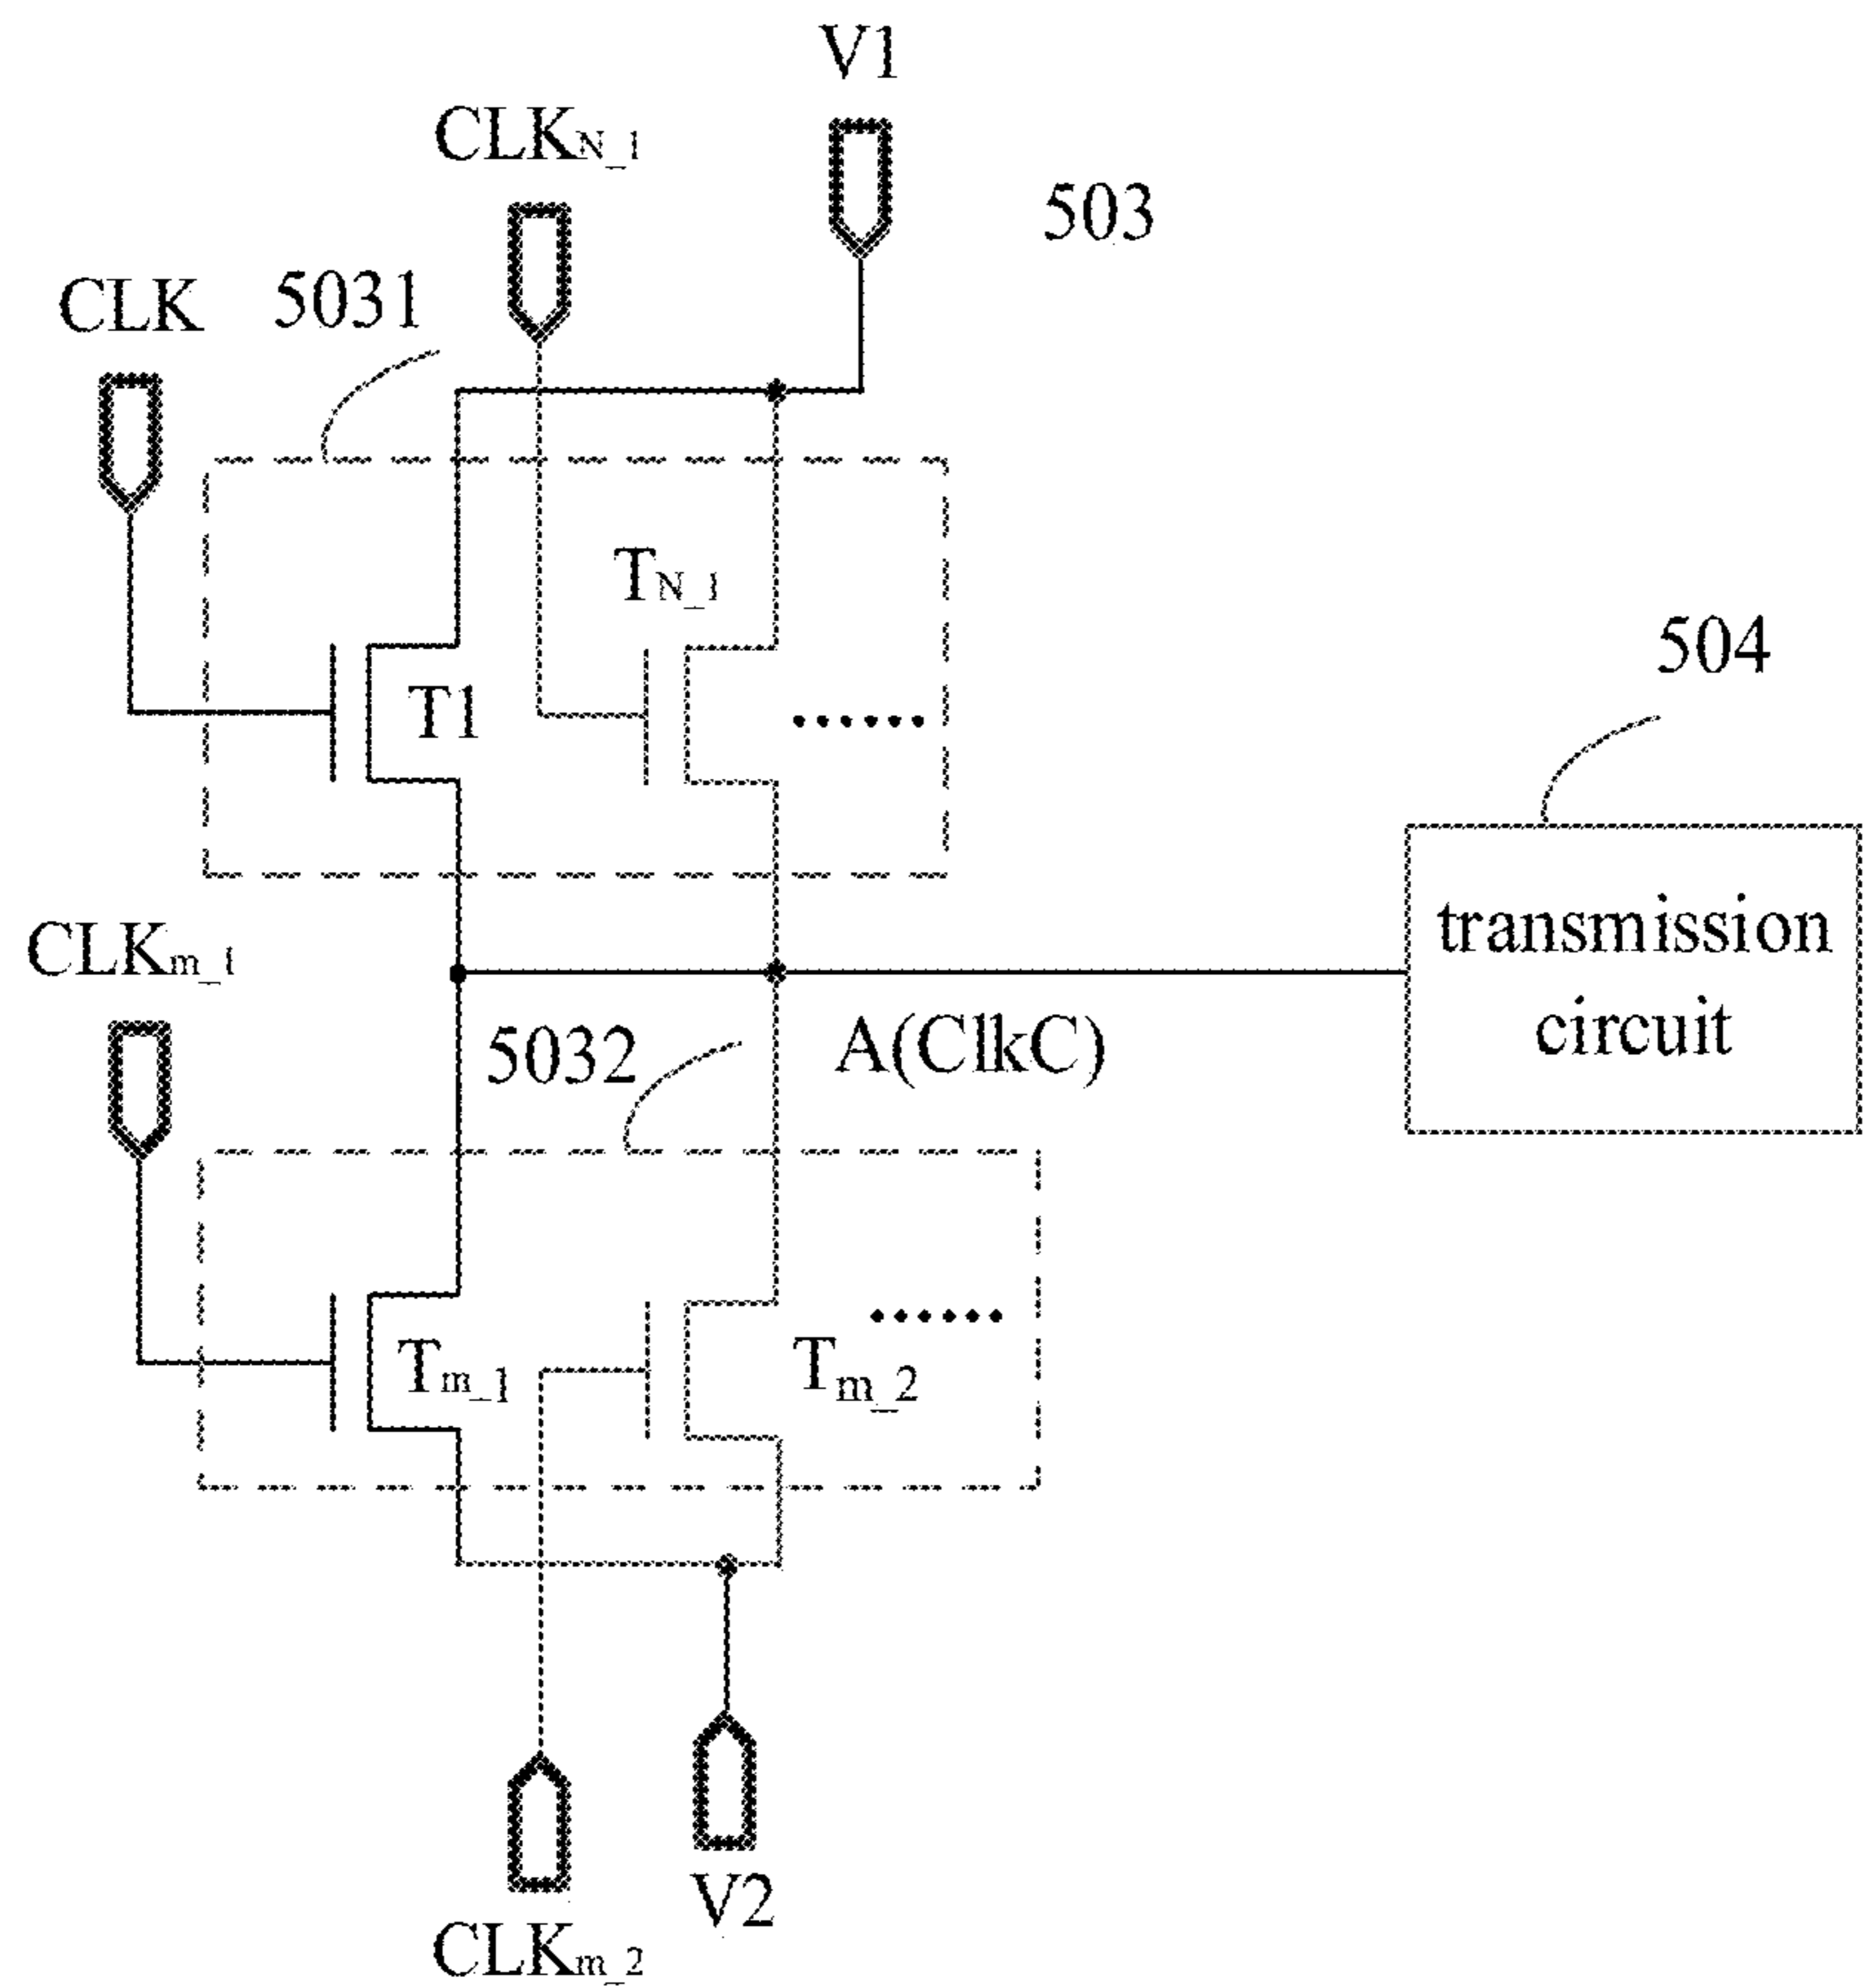 V1
CLKN_1
503
5031
CLK
TN_1
504
T1
transmission
circuit
CLKm_1
5032
A(ClkC)
Tm_1
Tm_2
V2
CLKm_2